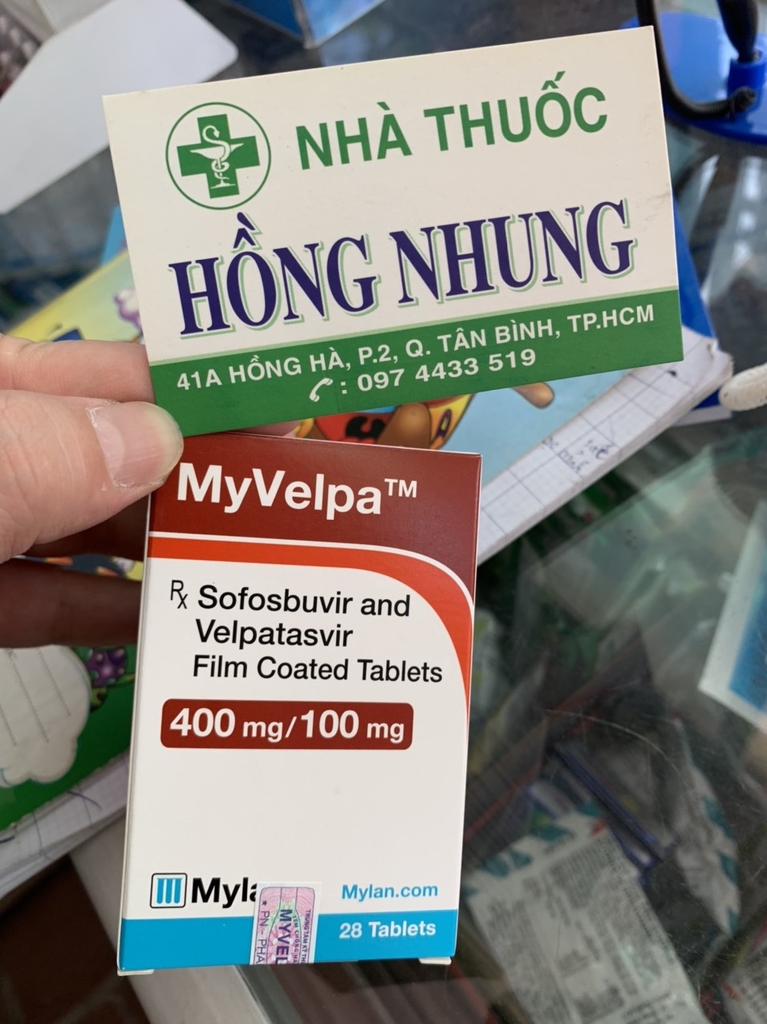 NHÀ THUỐC
HỒNG NHUNG
41A HỒNG HÀ, P.2, Q. TÂN BÌNH, TP.HCM
: 097 4433 519
MyVelpa™
Rx Sofosbuvir and
Velpatasvir
Film Coated Tablets
400 mg/100 mg
Mylan.com
28 Tablets